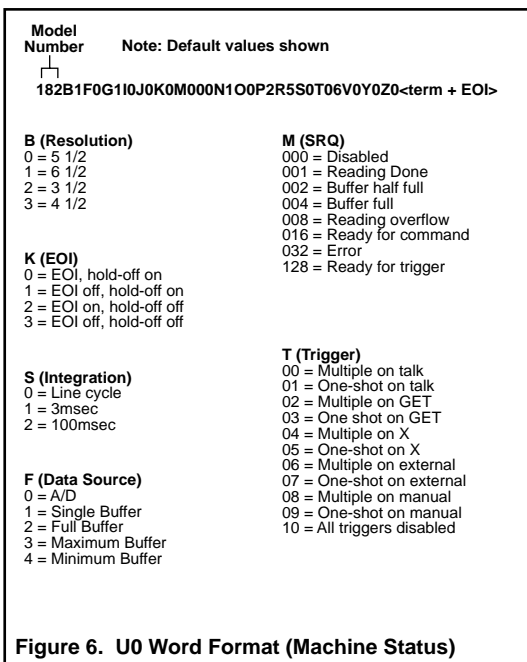 Model
Number Note: Default values shown
182B1F0G1I0J0K0M000N1O0P2R5S0T06V0Y0Z0<term + EOI>
B (Resolution)
0 = 5 1/2
1 = 6 1/2
2 = 3 1/2
3 = 4 1/2
K (EOI)
0 = EOI, hold-off on
1 = EOI off, hold-off on
2 = EOI on, hold-off off
3 = EOI off, hold-off off
S (Integration)
0 = Line cycle
1 = 3msec
2 = 100msec
F (Data Source)
0 = A/D
1 = Single Buffer
2 = Full Buffer
3 = Maximum Buffer
4 = Minimum Buffer
M (SRQ)
000 = Disabled
001 = Reading Done
002 = Buffer half full
004 = Buffer full
008 = Reading overflow
016 = Ready for command
032 = Error
128 = Ready for trigger
T (Trigger)
00 = Multiple on talk
01 = One-shot on talk
02 = Multiple on GET
03 = One shot on GET
04 = Multiple on X
05 = One-shot on X
06 = Multiple on external
07 = One-shot on external
08 = Multiple on manual
09 = One-shot on manual
10 = All triggers disabled
Figure 6. U0 Word Format (Machine Status)